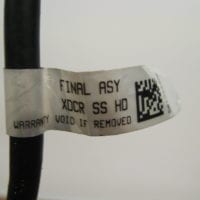 FINAL ASY
XDCR SS HD
WARRANTY VOID IF REMOVED